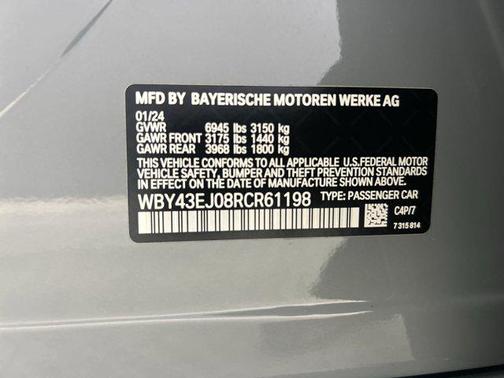 MFD BY BAYERISCHE MOTOREN WERKE AG
01/24
GVWR 6945 lbs 3150 kg
GAWR FRONT 3175 lbs 1440 kg
GAWR REAR 3968 lbs 1800 kg
THIS VEHICLE CONFORMS TO ALL APPLICABLE U.S.FEDERAL MOTOR
VEHICLE SAFETY, BUMPER, AND THEFT PREVENTION STANDARDS
IN EFFECT ON THE DATE OF MANUFACTURE SHOWN ABOVE.
WBY43EJ08RCR61198 TYPE: PASSENGER CAR
C4P/7
7 315 814